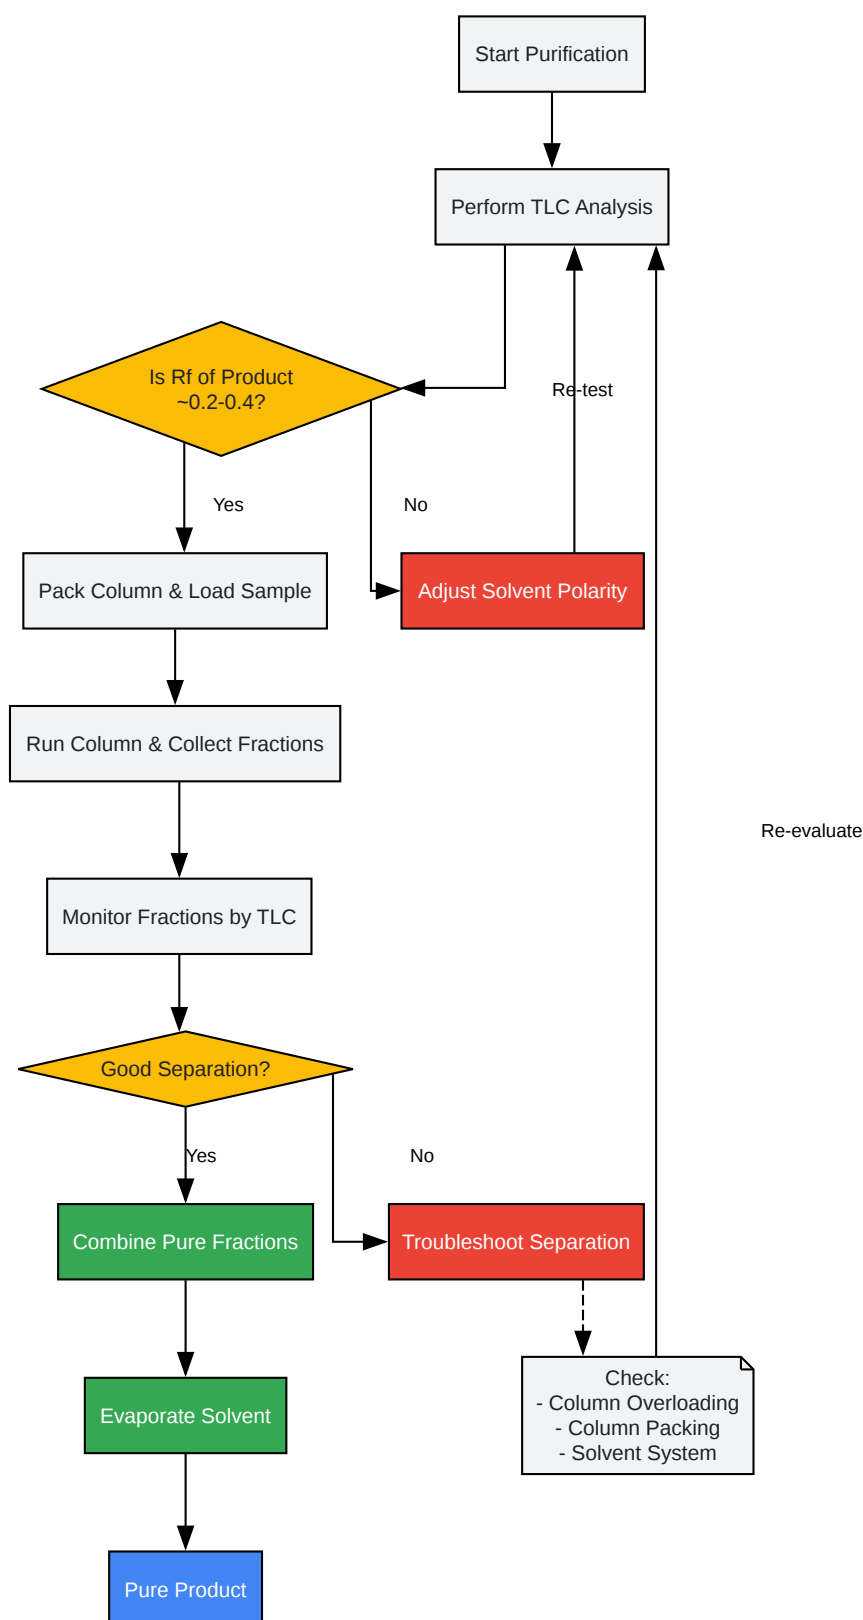 Start Purification
Perform TLC Analysis
Is Rf of Product
~0.2-0.4?
Re-test
Yes
No
Pack Column & Load Sample
Adjust Solvent Polarity
Run Column & Collect Fractions
Re-evaluate
Monitor Fractions by TLC
Good Separation?
Yes
No
Combine Pure Fractions
Troubleshoot Separation
Check:
- Column Overloading
- Column Packing
- Solvent System
Evaporate Solvent
Pure Product